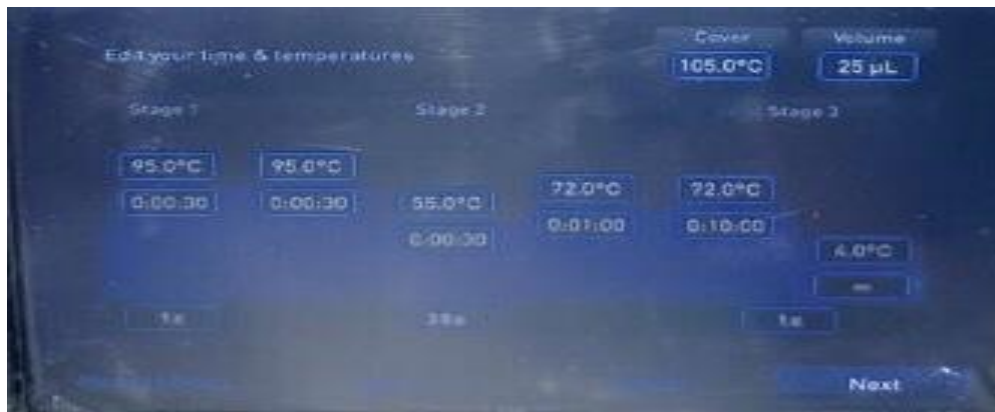 Cover Volume
Edit your time & temperatures
105.0°C 25 µL
Stage 1 Stage 2 Stage 3
95.0°C 95.0°C
72.0°C 72.0°C
0:00:30 0:00:30 55.0°C
0:01:00 0:10:00
0:00:30
4.0°C
∞
1x 1x
Next